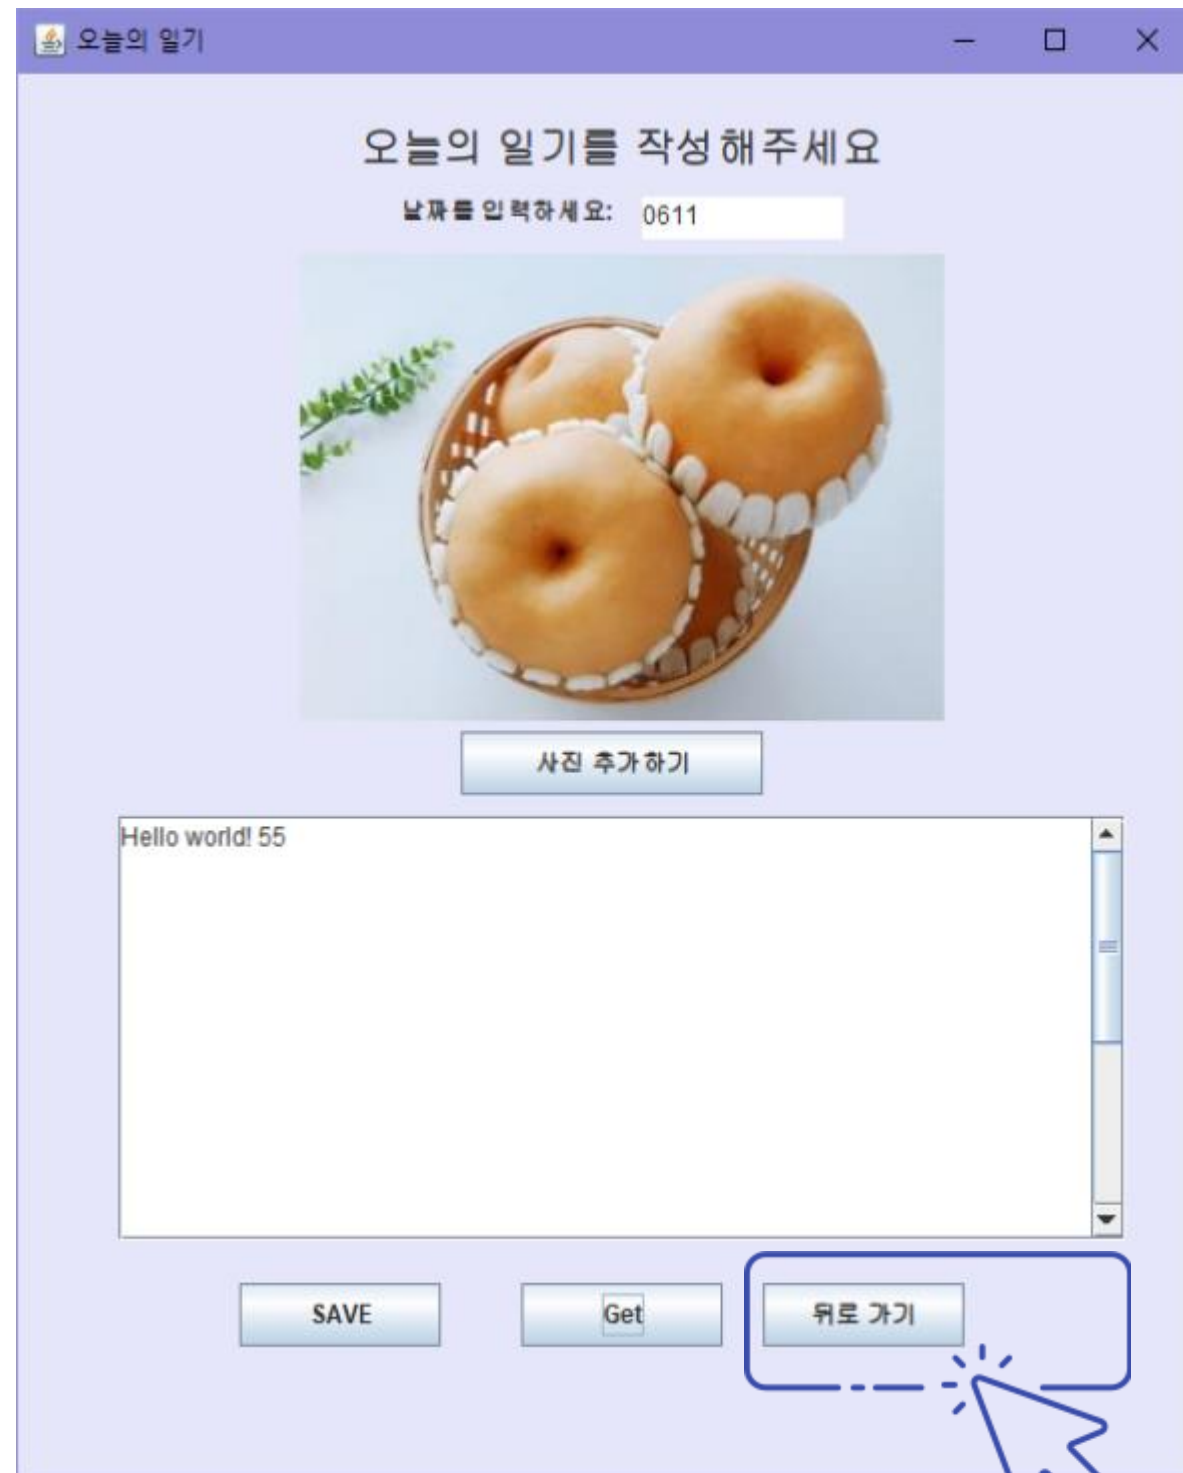 오늘의 일기
오늘의 일기를 작성해주세요
날짜를 입력하세요: 0611
사진 추가하기
Hello world! 55
SAVE Get 뒤로 가기